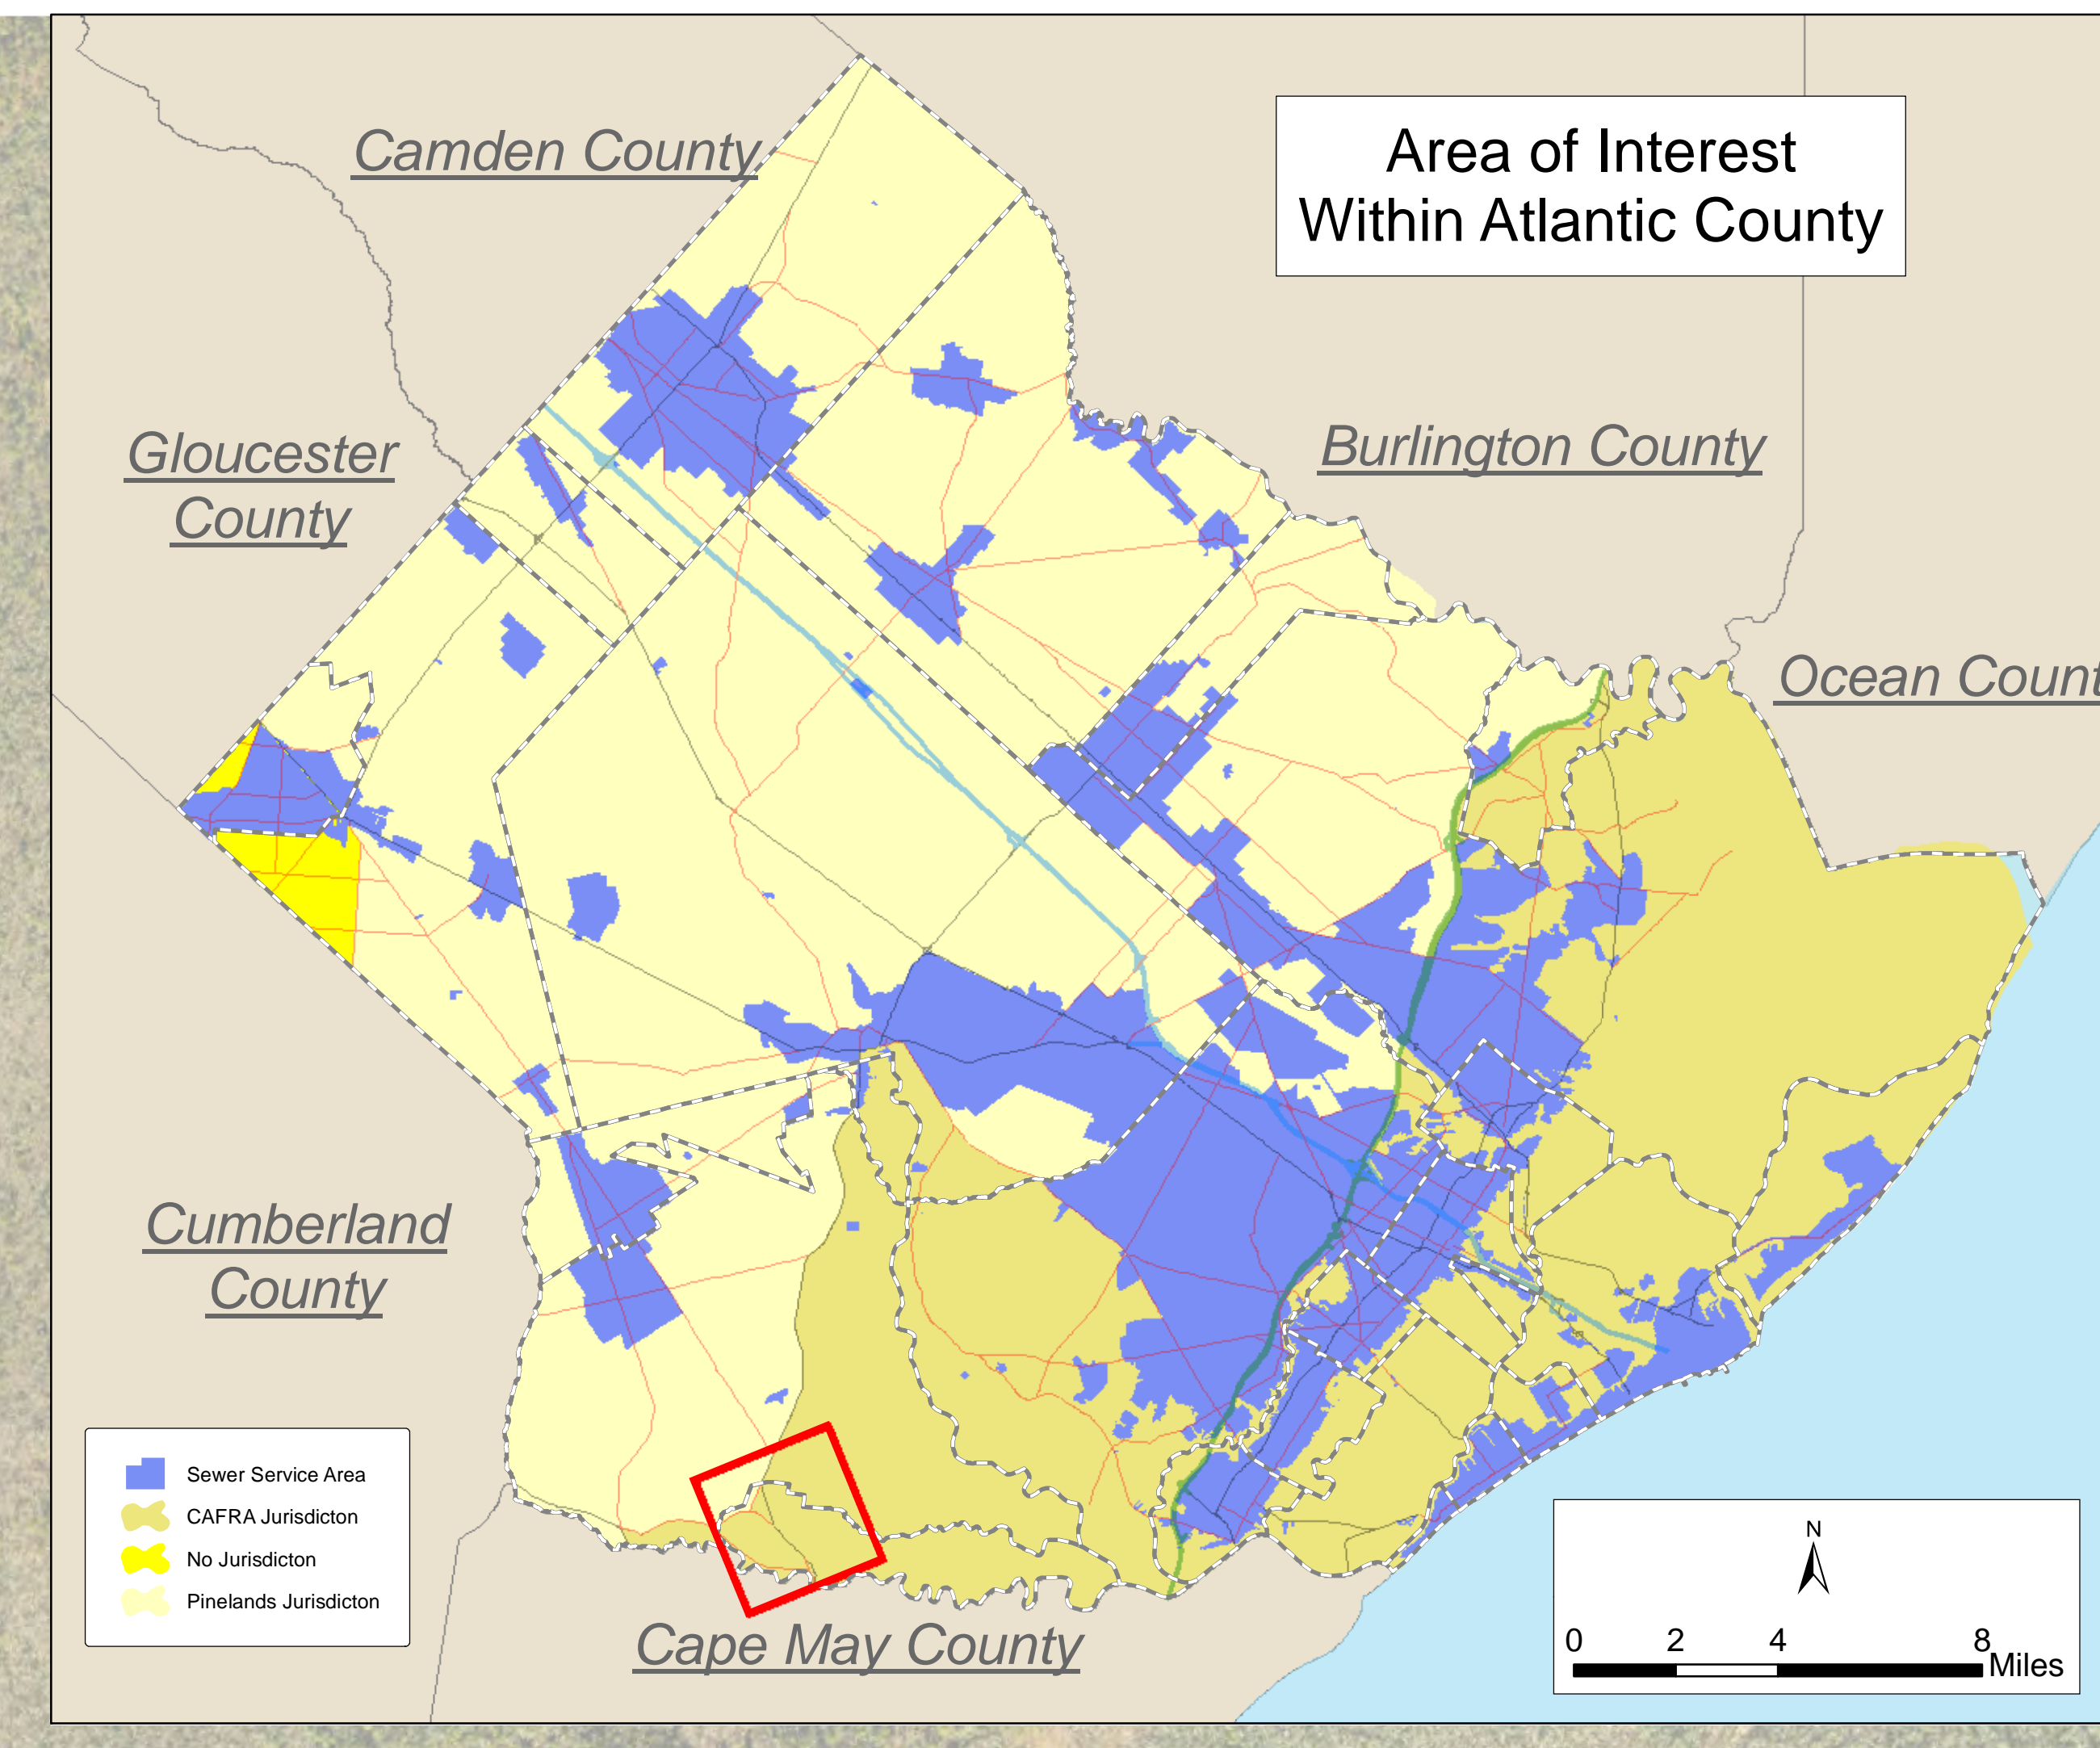 Area of Interest
Within Atlantic County
Camden County
Gloucester
County
Burlington County
Ocean Count
Cumberland
County
Cape May County
Sewer Service Area
CAFRA Jurisdicton
No Jurisdicton
Pinelands Jurisdicton
N
0 2 4 8
Miles